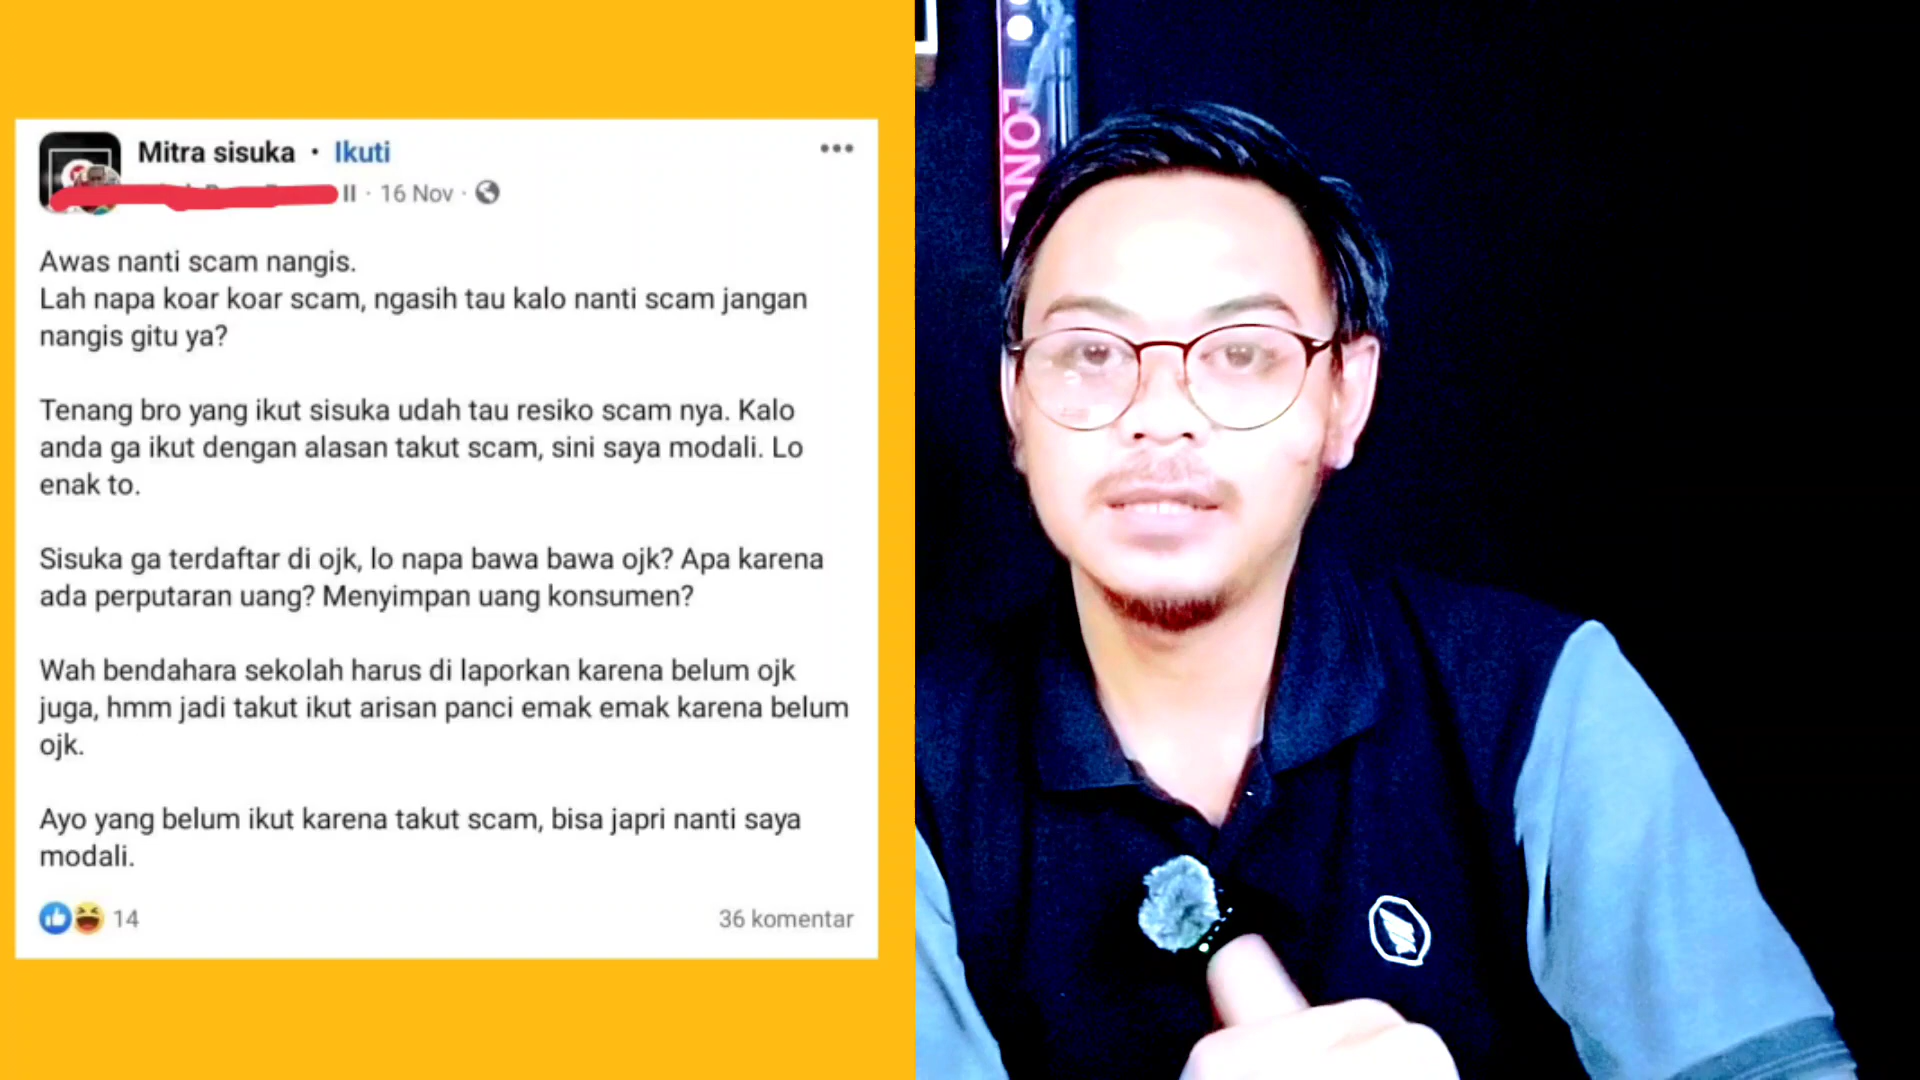 Mitra sisuka · Ikuti
II · 16 Nov ·
Awas nanti scam nangis.
Lah napa koar koar scam, ngasih tau kalo nanti scam jangan
nangis gitu ya?
Tenang bro yang ikut sisuka udah tau resiko scam nya. Kalo
anda ga ikut dengan alasan takut scam, sini saya modali. Lo
enak to.
Sisuka ga terdaftar di ojk, lo napa bawa bawa ojk? Apa karena
ada perputaran uang? Menyimpan uang konsumen?
Wah bendahara sekolah harus di laporkan karena belum ojk
juga, hmm jadi takut ikut arisan panci emak emak karena belum
ojk.
Ayo yang belum ikut karena takut scam, bisa japri nanti saya
modali.
14
36 komentar
LONG